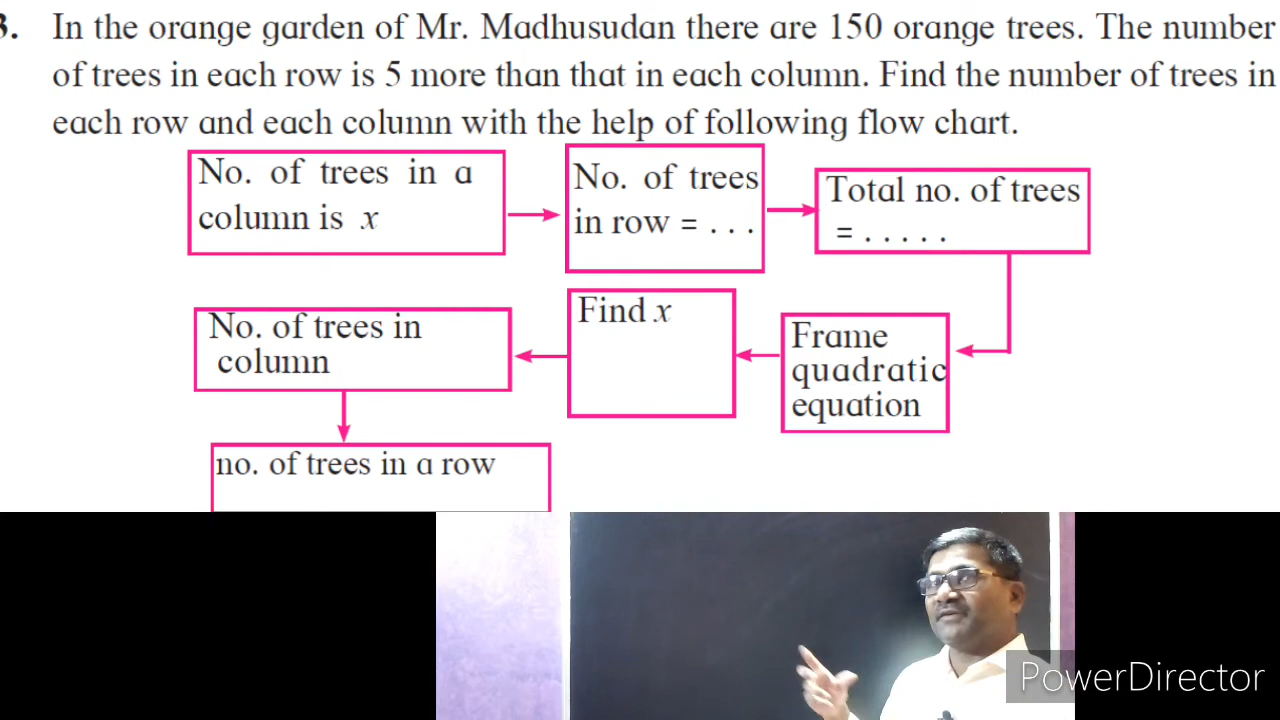 3. In the orange garden of Mr. Madhusudan there are 150 orange trees. The number
of trees in each row is 5 more than that in each column. Find the number of trees in
each row and each column with the help of following flow chart.
No. of trees in a
column is x
No. of trees
in row = . . .
Total no. of trees
= . . . . .
Frame
quadratic
equation
Find x
No. of trees in
column
no. of trees in a row
PowerDirector